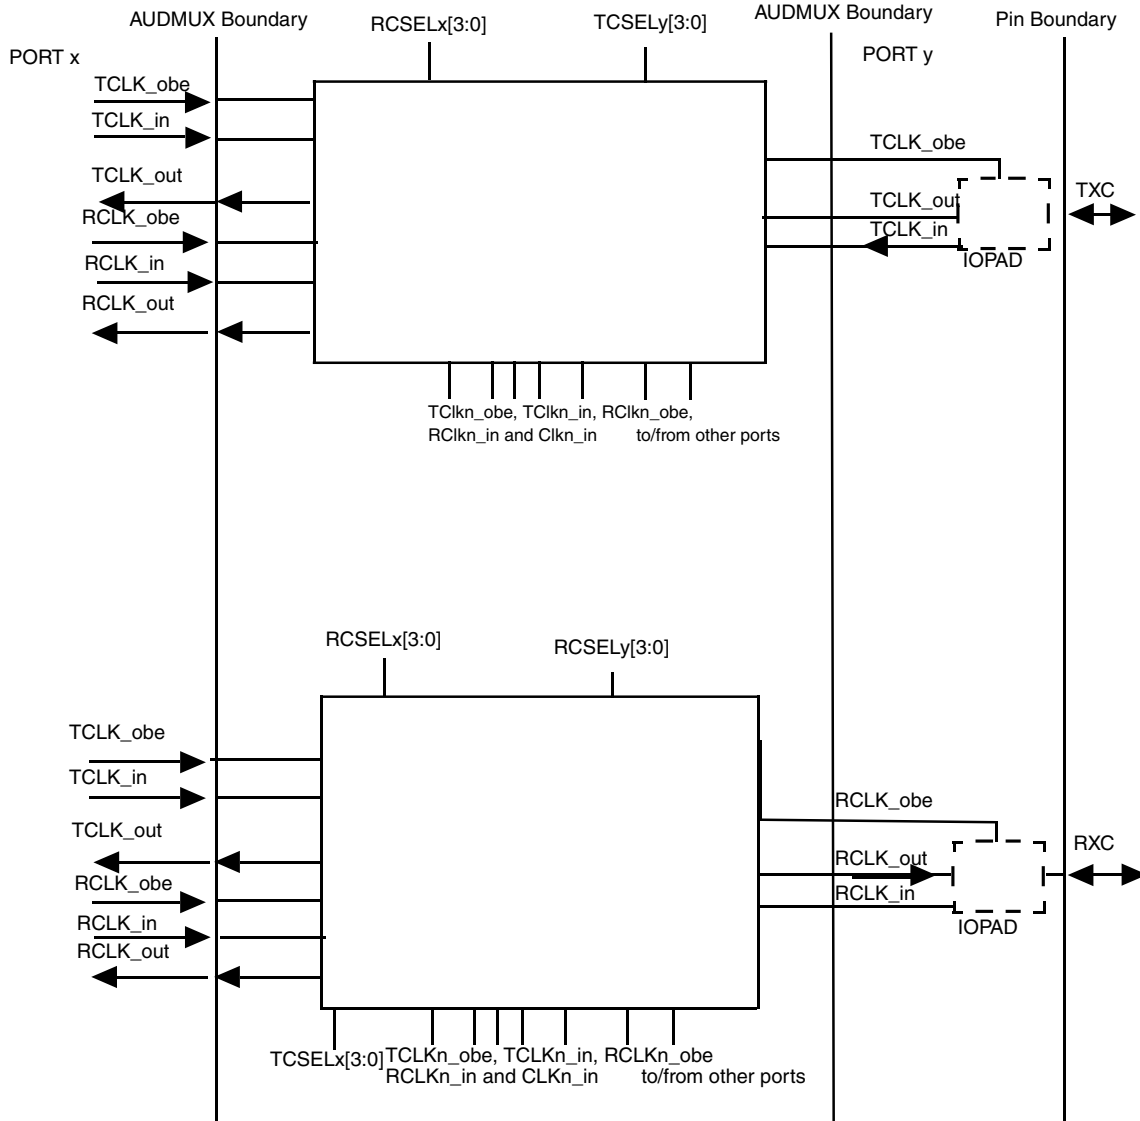 AUDMUX Boundary
AUDMUX Boundary
Pin Boundary
RCSELx[3:0]
TCSELy[3:0]
PORT x
PORT y
TCLK_obe
TCLK_in
TCLK_out
RCLK_obe
RCLK_in
RCLK_out
TCLK_obe
TCLK_out
TCLK_in
IOPAD
TXC
TClkn_obe, TClkn_in, RClkn_obe,
RClkn_in and Clkn_in to/from other ports
RCSELx[3:0]
RCSELy[3:0]
TCLK_obe
TCLK_in
TCLK_out
RCLK_obe
RCLK_in
RCLK_out
RCLK_obe
RCLK_out
RCLK_in
IOPAD
RXC
TCSELx[3:0]
TCLKn_obe, TCLKn_in, RCLKn_obe
RCLKn_in and CLKn_in to/from other ports